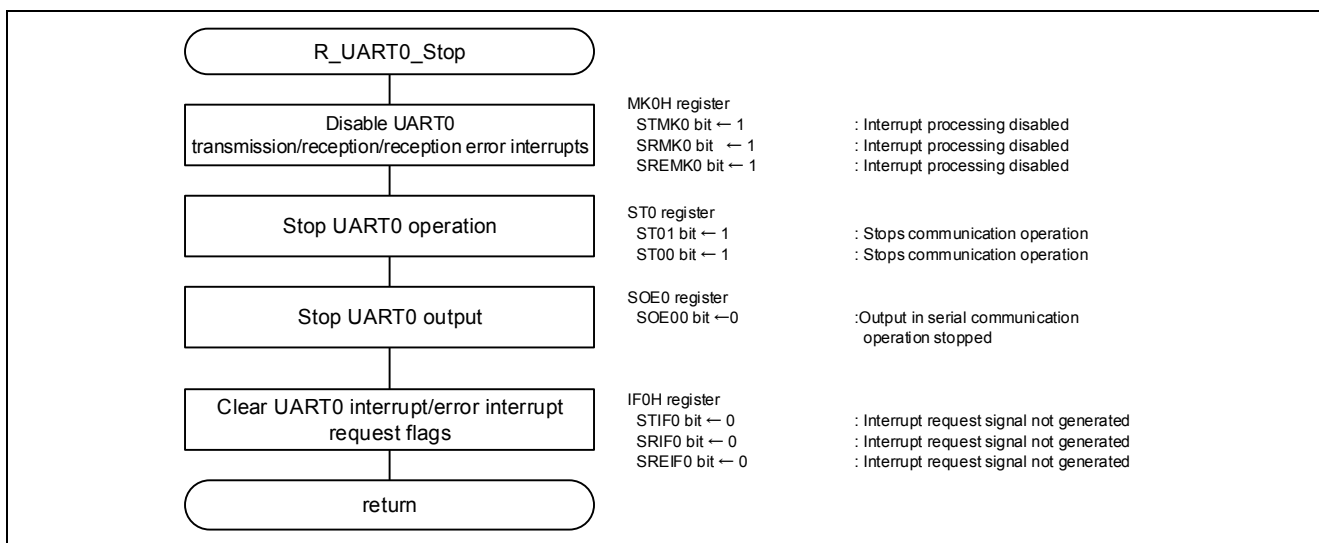 R_UART0_Stop
Disable UART0
transmission/reception/reception error interrupts
MK0H register
STMK0 bit ← 1 : Interrupt processing disabled
SRMK0 bit ← 1 : Interrupt processing disabled
SREMK0 bit ← 1 : Interrupt processing disabled
Stop UART0 operation
ST0 register
ST01 bit ← 1 : Stops communication operation
ST00 bit ← 1 : Stops communication operation
Stop UART0 output
SOE0 register
SOE00 bit ←0 :Output in serial communication
operation stopped
Clear UART0 interrupt/error interrupt
request flags
IF0H register
STIF0 bit ← 0 : Interrupt request signal not generated
SRIF0 bit ← 0 : Interrupt request signal not generated
SREIF0 bit ← 0 : Interrupt request signal not generated
return